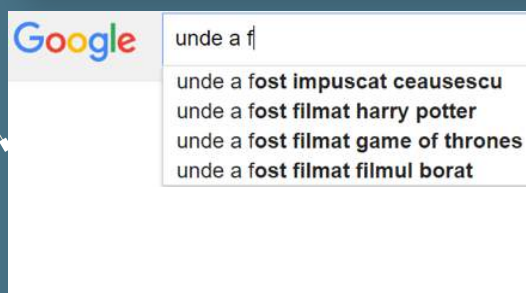 Google
unde a f
unde a fost impuscat ceausescu
unde a fost filmat harry potter
unde a fost filmat game of thrones
unde a fost filmat filmul borat